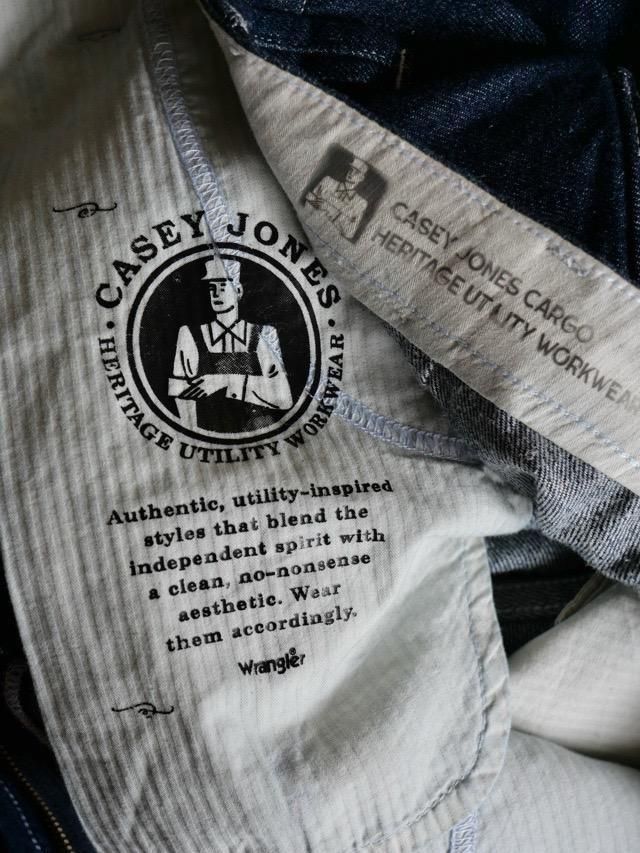 CASEY JONES
• HERITAGE UTILITY WORKWEAR •
Authentic, utility-inspired
styles that blend the
independent spirit with
a clean, no-nonsense
aesthetic. Wear
them accordingly.
Wrangler®
CASEY JONES CARGO
HERITAGE UTILITY WORKWEAR